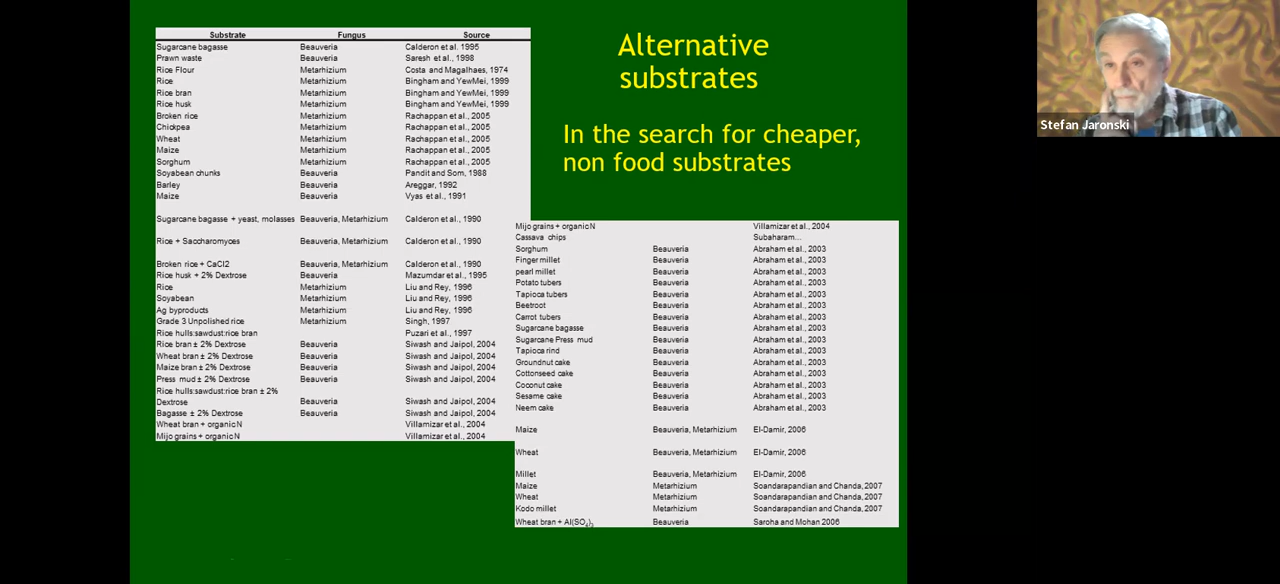 Substrate Fungus Source
Sugarcane bagasse Beauveria Calderon et al. 1995
Prawn waste Beauveria Saresh et al., 1998
Rice Flour Metarhizium Costa and Magalhaes, 1974
Rice Metarhizium Bingham and YewMei, 1999
Rice bran Metarhizium Bingham and YewMei, 1999
Rice husk Metarhizium Bingham and YewMei, 1999
Broken rice Metarhizium Rachappan et al., 2005
Chickpea Metarhizium Rachappan et al., 2005
Wheat Metarhizium Rachappan et al., 2005
Maize Metarhizium Rachappan et al., 2005
Sorghum Metarhizium Rachappan et al., 2005
Soyabean chunks Beauveria Pandit and Som, 1988
Barley Beauveria Areggar, 1992
Maize Beauveria Vyas et al., 1991
Sugarcane bagasse + yeast, molasses Beauveria, Metarhizium Calderon et al., 1990
Rice + Saccharomyces Beauveria, Metarhizium Calderon et al., 1990
Broken rice + CaCl2 Beauveria, Metarhizium Calderon et al., 1990
Rice husk + 2% Dextrose Beauveria Mazumdar et al., 1995
Rice Metarhizium Liu and Rey, 1996
Soyabean Metarhizium Liu and Rey, 1996
Ag byproducts Metarhizium Liu and Rey, 1996
Grade 3 Unpolished rice Metarhizium Singh, 1997
Rice hulls:sawdust:rice bran Puzari et al., 1997
Rice bran ± 2% Dextrose Beauveria Siwash and Jaipol, 2004
Wheat bran ± 2% Dextrose Beauveria Siwash and Jaipol, 2004
Maize bran ± 2% Dextrose Beauveria Siwash and Jaipol, 2004
Press mud ± 2% Dextrose Beauveria Siwash and Jaipol, 2004
Rice hulls:sawdust:rice bran ± 2%
Dextrose Beauveria Siwash and Jaipol, 2004
Bagasse ± 2% Dextrose Beauveria Siwash and Jaipol, 2004
Wheat bran + organic N Villamizar et al., 2004
Mijo grains + organic N Villamizar et al., 2004
Alternative
substrates
In the search for cheaper,
non food substrates
Mijo grains + organic N Villamizar et al., 2004
Cassava chips Subaharam...
Sorghum Beauveria Abraham et al., 2003
Finger millet Beauveria Abraham et al., 2003
pearl millet Beauveria Abraham et al., 2003
Potato tubers Beauveria Abraham et al., 2003
Tapioca tubers Beauveria Abraham et al., 2003
Beetroot Beauveria Abraham et al., 2003
Carrot tubers Beauveria Abraham et al., 2003
Sugarcane bagasse Beauveria Abraham et al., 2003
Sugarcane Press mud Beauveria Abraham et al., 2003
Tapioca rind Beauveria Abraham et al., 2003
Groundnut cake Beauveria Abraham et al., 2003
Cottonseed cake Beauveria Abraham et al., 2003
Coconut cake Beauveria Abraham et al., 2003
Sesame cake Beauveria Abraham et al., 2003
Neem cake Beauveria Abraham et al., 2003
Maize Beauveria, Metarhizium El-Damir, 2006
Wheat Beauveria, Metarhizium El-Damir, 2006
Millet Beauveria, Metarhizium El-Damir, 2006
Maize Metarhizium Soandarapandian and Chanda, 2007
Wheat Metarhizium Soandarapandian and Chanda, 2007
Kodo millet Metarhizium Soandarapandian and Chanda, 2007
Wheat bran + Al(SO4)3 Beauveria Saroha and Mohan 2006
Stefan Jaronski